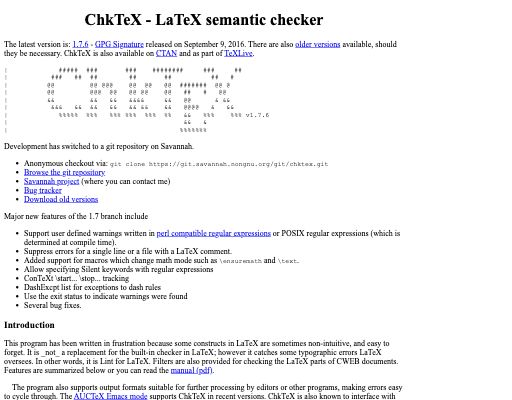 ChkTeX - LaTeX semantic checker
The latest version is: 1.7.6 - GPG Signature released on September 9, 2016. There are also older versions available, should
they be necessary. ChkTeX is also available on CTAN and as part of TeXLive.
v1.7.6
Development has switched to a git repository on Savannah.
Anonymous checkout via: git clone https://git.savannah.nongnu.org/git/chktex.git
Browse the git repository
Savannah project (where you can contact me)
Bug tracker
Download old versions
Major new features of the 1.7 branch include
Support user defined warnings written in perl compatible regular expressions or POSIX regular expressions (which is
determined at compile time).
Suppress errors for a single line or a file with a LaTeX comment.
Added support for macros which change math mode such as \ensuremath and \text.
Allow specifying Silent keywords with regular expressions
ConTeXt \start... \stop... tracking
DashExcpt list for exceptions to dash rules
Use the exit status to indicate warnings were found
Several bug fixes.
Introduction
This program has been written in frustration because some constructs in LaTeX are sometimes non-intuitive, and easy to
forget. It is _not_ a replacement for the built-in checker in LaTeX; however it catches some typographic errors LaTeX
oversees. In other words, it is Lint for LaTeX. Filters are also provided for checking the LaTeX parts of CWEB documents.
Features are summarized below or you can read the manual (pdf).
The program also supports output formats suitable for further processing by editors or other programs, making errors easy
to cycle through. The AUCTeX Emacs mode supports ChkTeX in recent versions. ChkTeX is also known to interface with